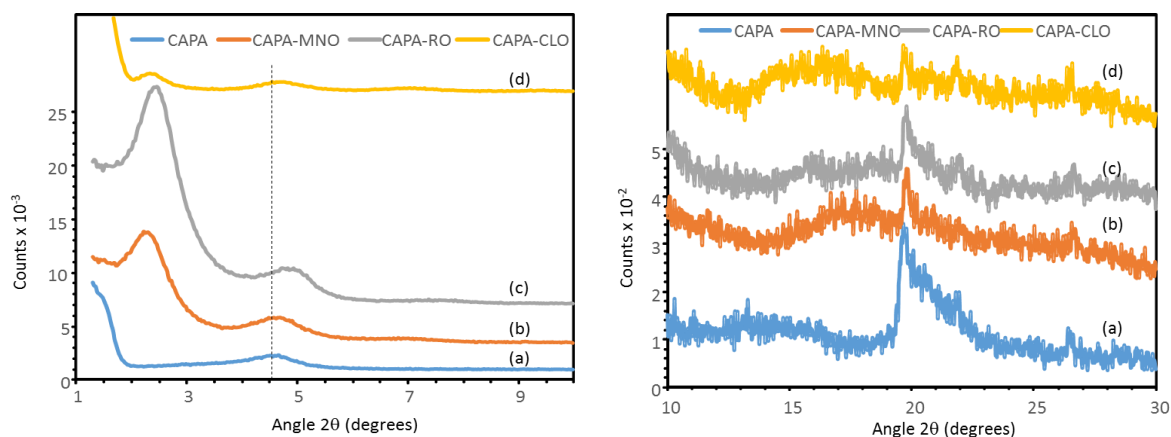 CAPA CAPA-MNO CAPA-RO CAPA-CLO
(d)
25
20
15
10
5
0
(c)
(b)
(a)
Counts x 10-3
1 3 5 7 9
Angle 2θ (degrees)
CAPA CAPA-MNO CAPA-RO CAPA-CLO
(d)
5
4
3
2
1
0
(c)
(b)
(a)
Counts x 10-2
10 15 20 25 30
Angle 2θ (degrees)